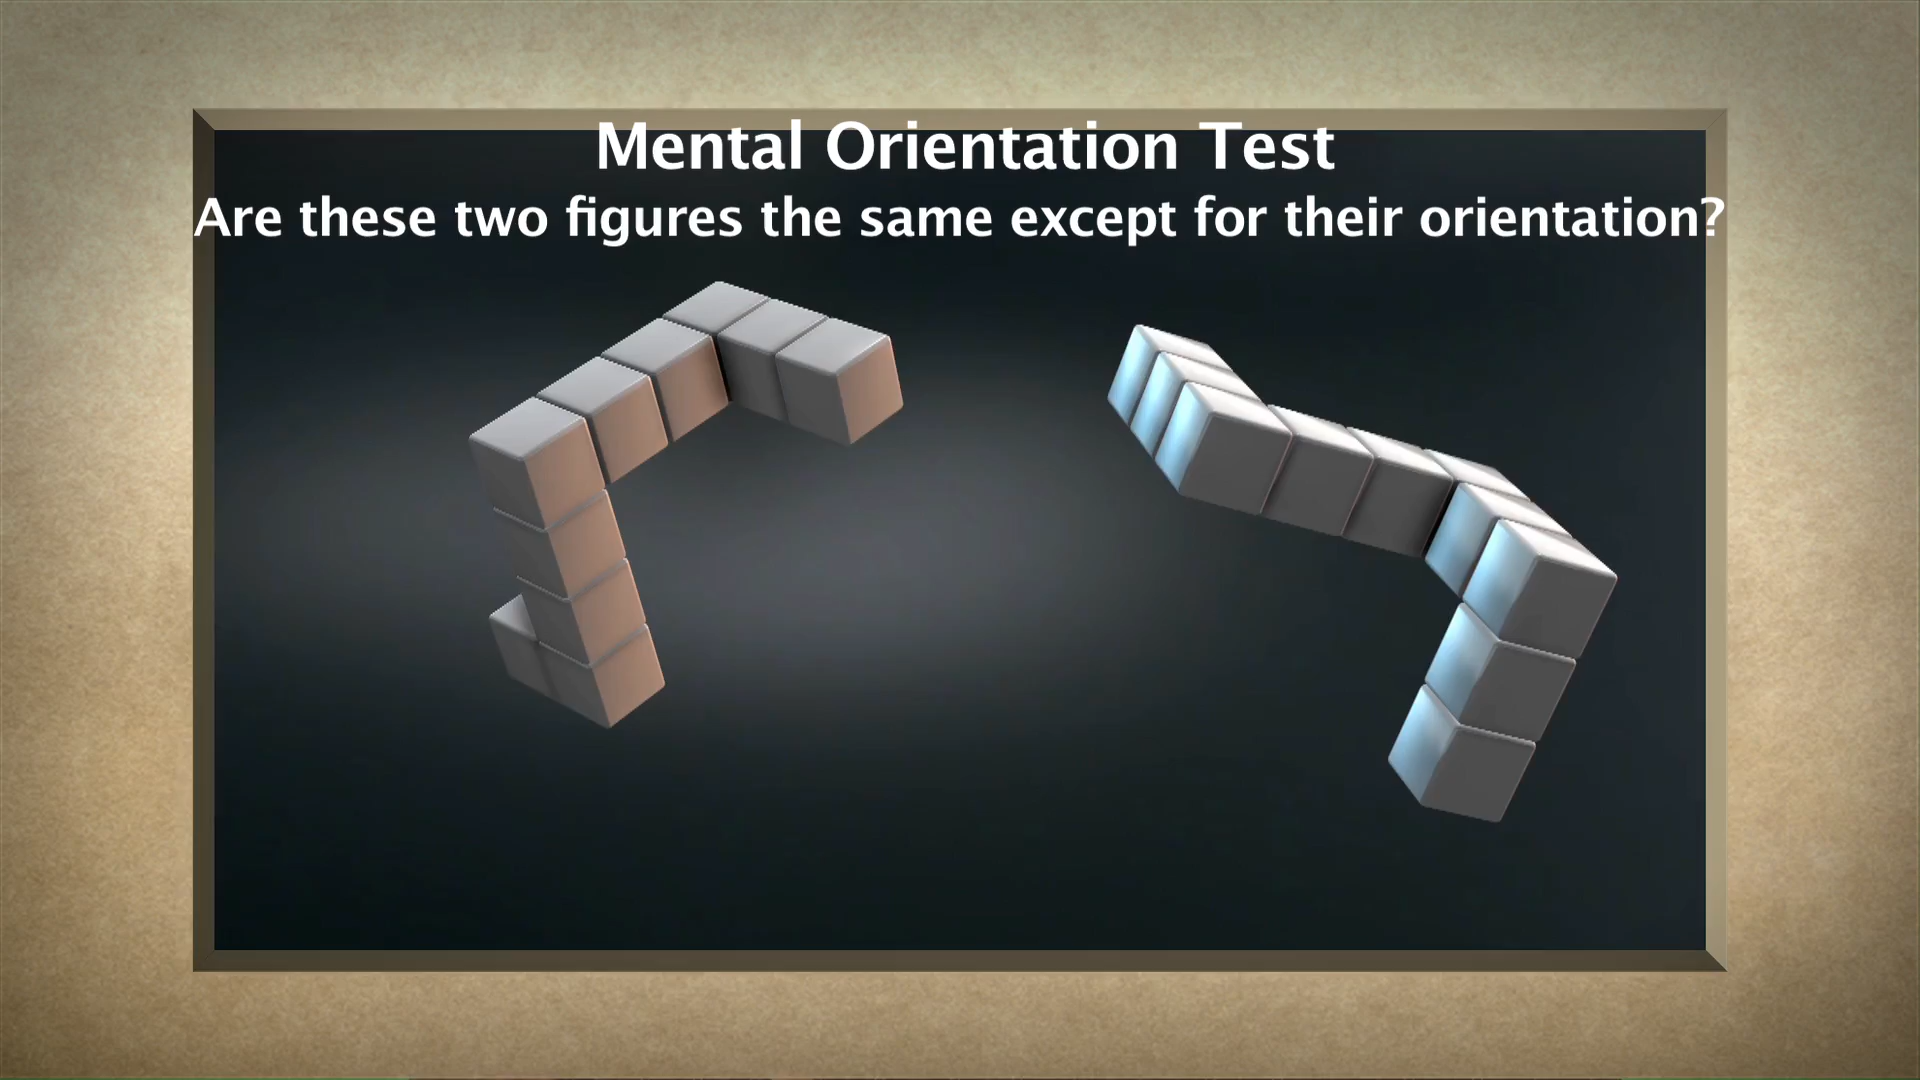 Mental Orientation Test
Are these two figures the same except for their orientation?